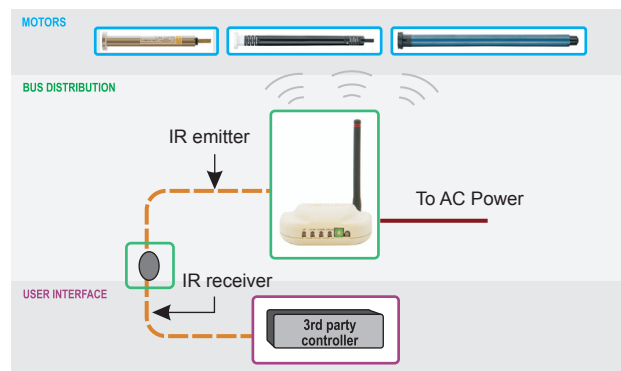 MOTORS
BUS DISTRIBUTION
IR emitter
To AC Power
IR receiver
USER INTERFACE
3rd party
controller